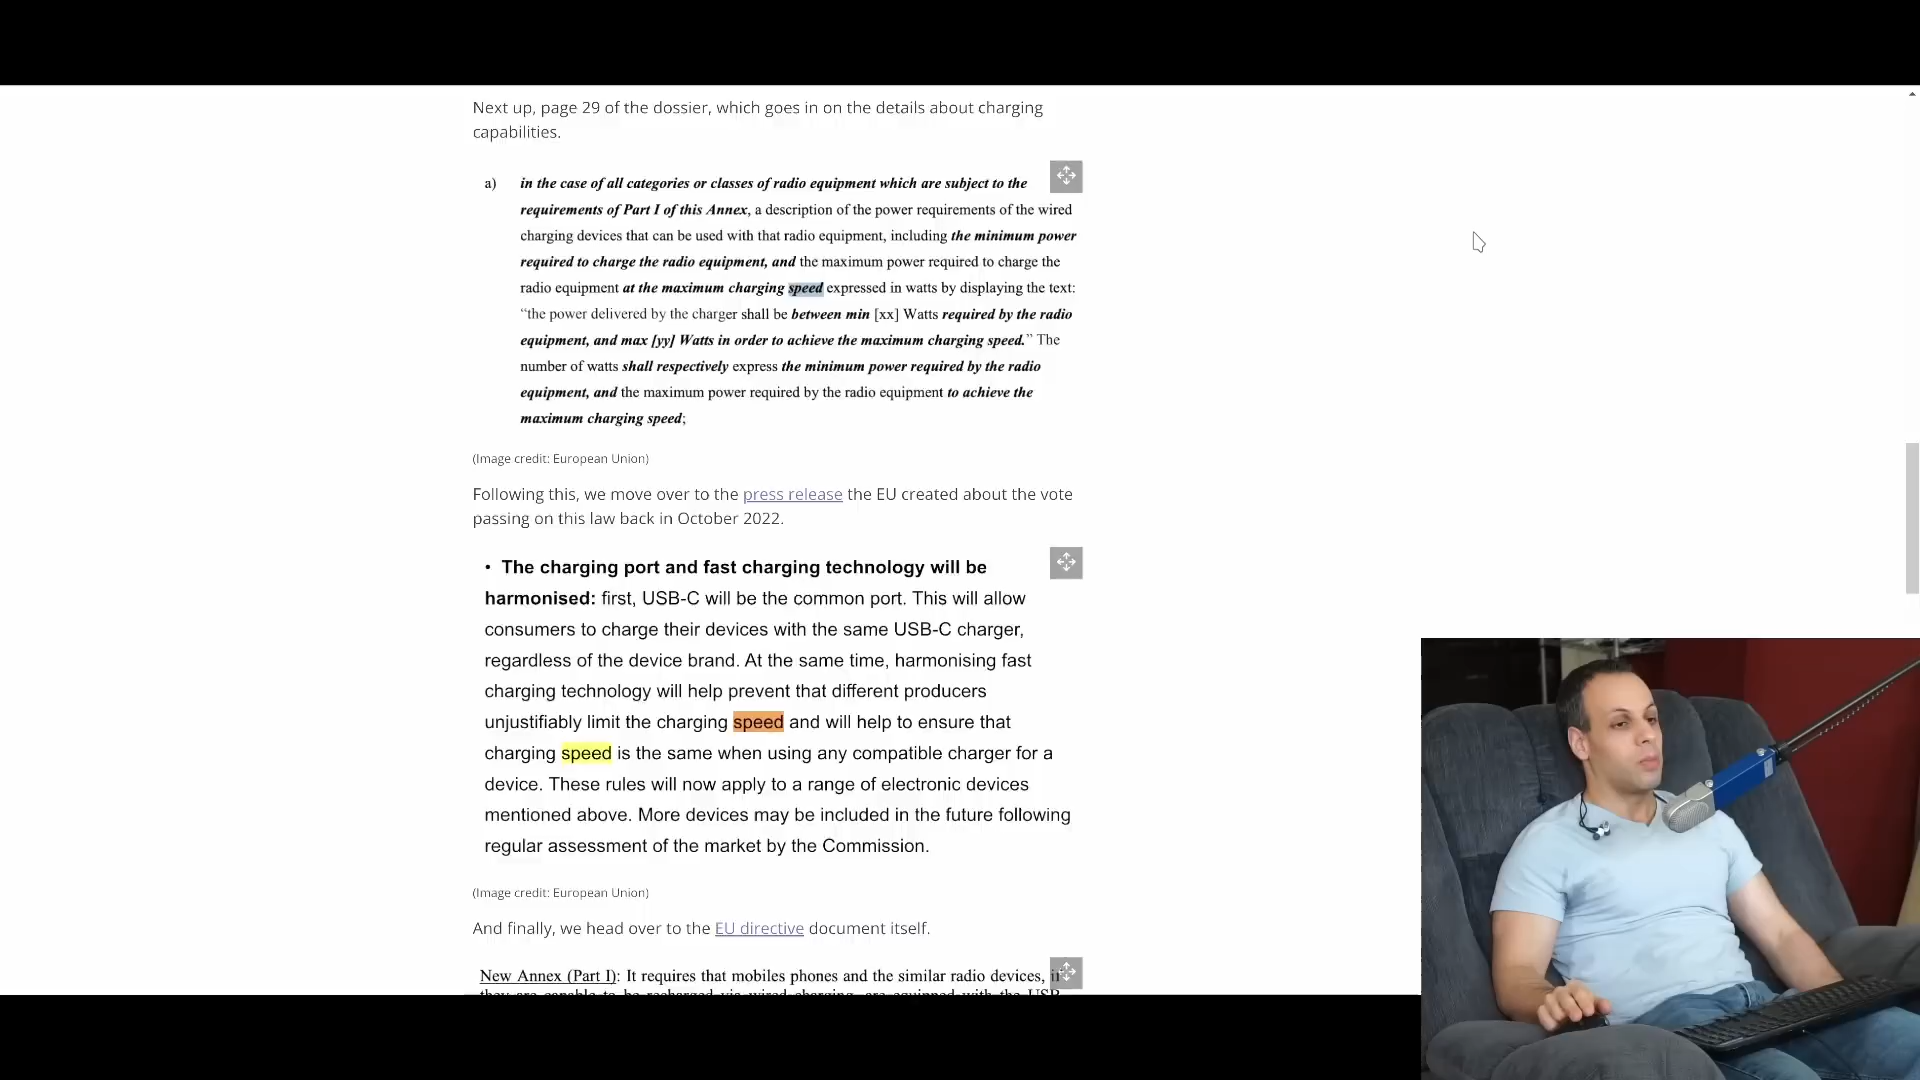 Next up, page 29 of the dossier, which goes in on the details about charging
capabilities.
a) in the case of all categories or classes of radio equipment which are subject to the
requirements of Part I of this Annex, a description of the power requirements of the wired
charging devices that can be used with that radio equipment, including the minimum power
required to charge the radio equipment, and the maximum power required to charge the
radio equipment at the maximum charging speed expressed in watts by displaying the text:
“the power delivered by the charger shall be between min [xx] Watts required by the radio
equipment, and max [yy] Watts in order to achieve the maximum charging speed.” The
number of watts shall respectively express the minimum power required by the radio
equipment, and the maximum power required by the radio equipment to achieve the
maximum charging speed;
(Image credit: European Union)
Following this, we move over to the press release the EU created about the vote
passing on this law back in October 2022.
• The charging port and fast charging technology will be
harmonised: first, USB-C will be the common port. This will allow
consumers to charge their devices with the same USB-C charger,
regardless of the device brand. At the same time, harmonising fast
charging technology will help prevent that different producers
unjustifiably limit the charging speed and will help to ensure that
charging speed is the same when using any compatible charger for a
device. These rules will now apply to a range of electronic devices
mentioned above. More devices may be included in the future following
regular assessment of the market by the Commission.
(Image credit: European Union)
And finally, we head over to the EU directive document itself.
New Annex (Part I): It requires that mobiles phones and the similar radio devices,
they are capable to be recharged via wired charging, are equipped with the USB